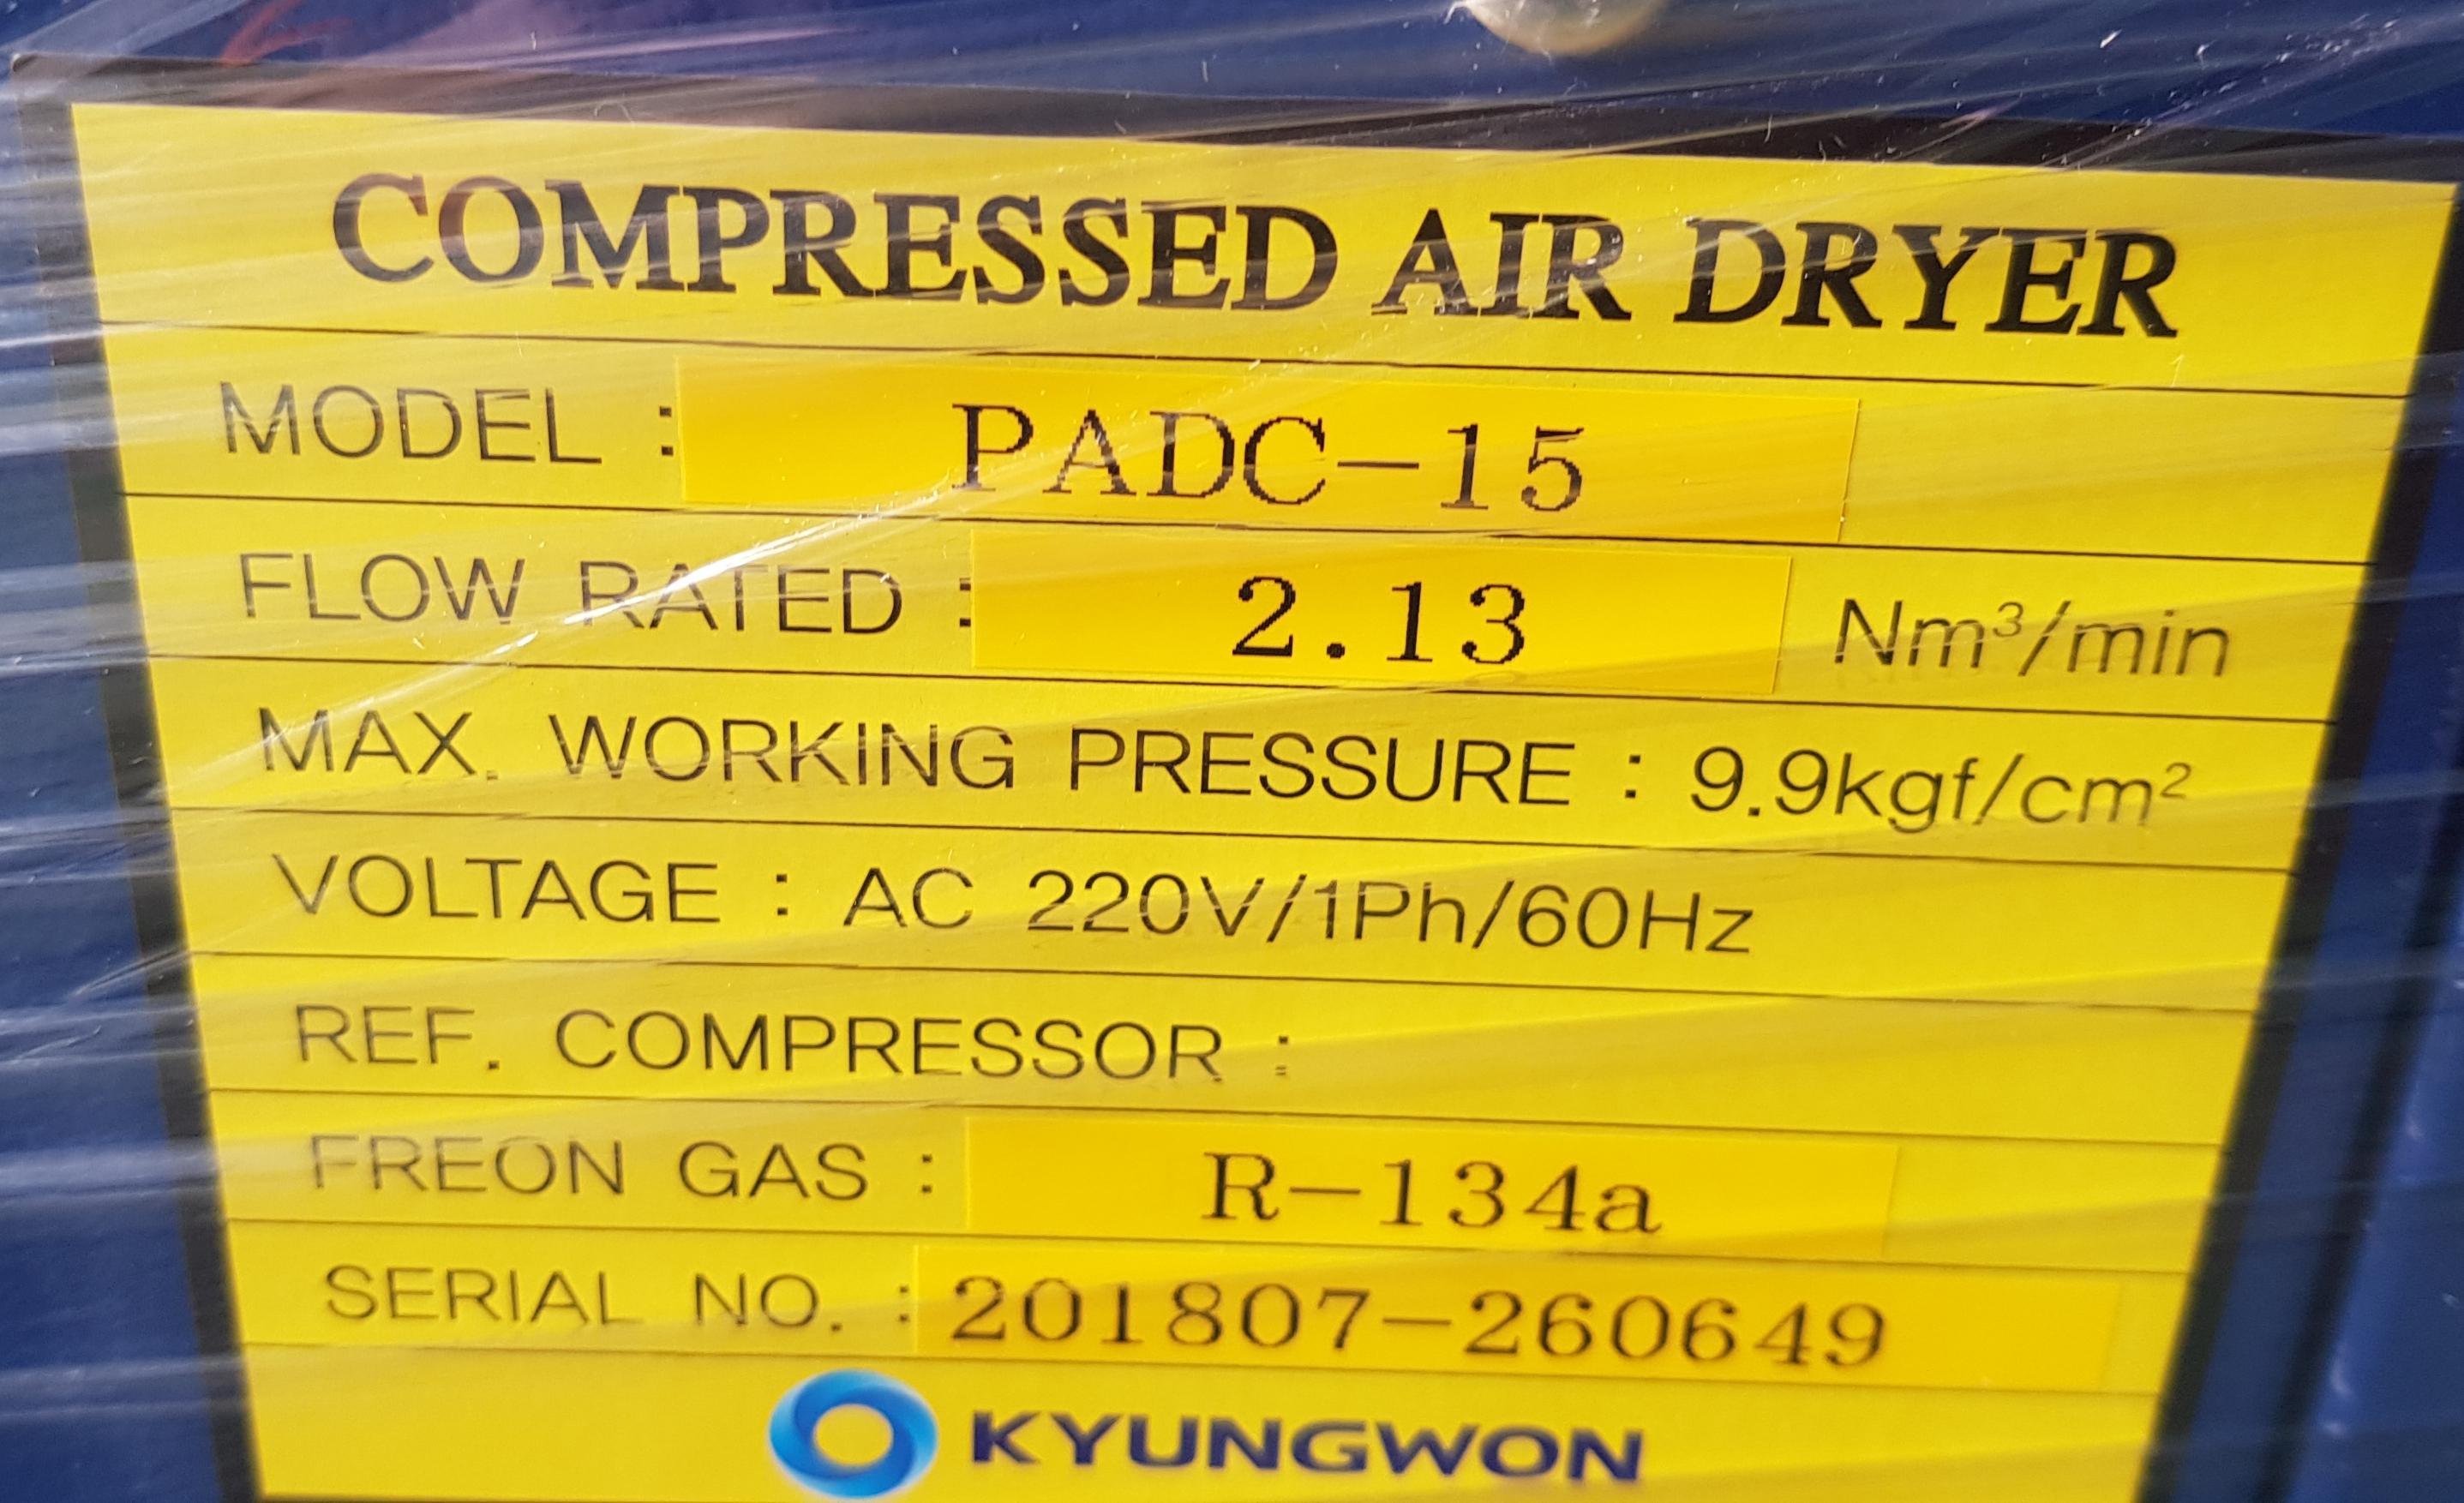 COMPRESSED AIR DRYER
MODEL : PADC-15
FLOW RATED : 2.13 Nm³/min
MAX. WORKING PRESSURE : 9.9kgf/cm²
VOLTAGE : AC 220V/1Ph/60Hz
REF. COMPRESSOR :
FREON GAS : R-134a
SERIAL NO. : 201807-260649
KYUNGWON